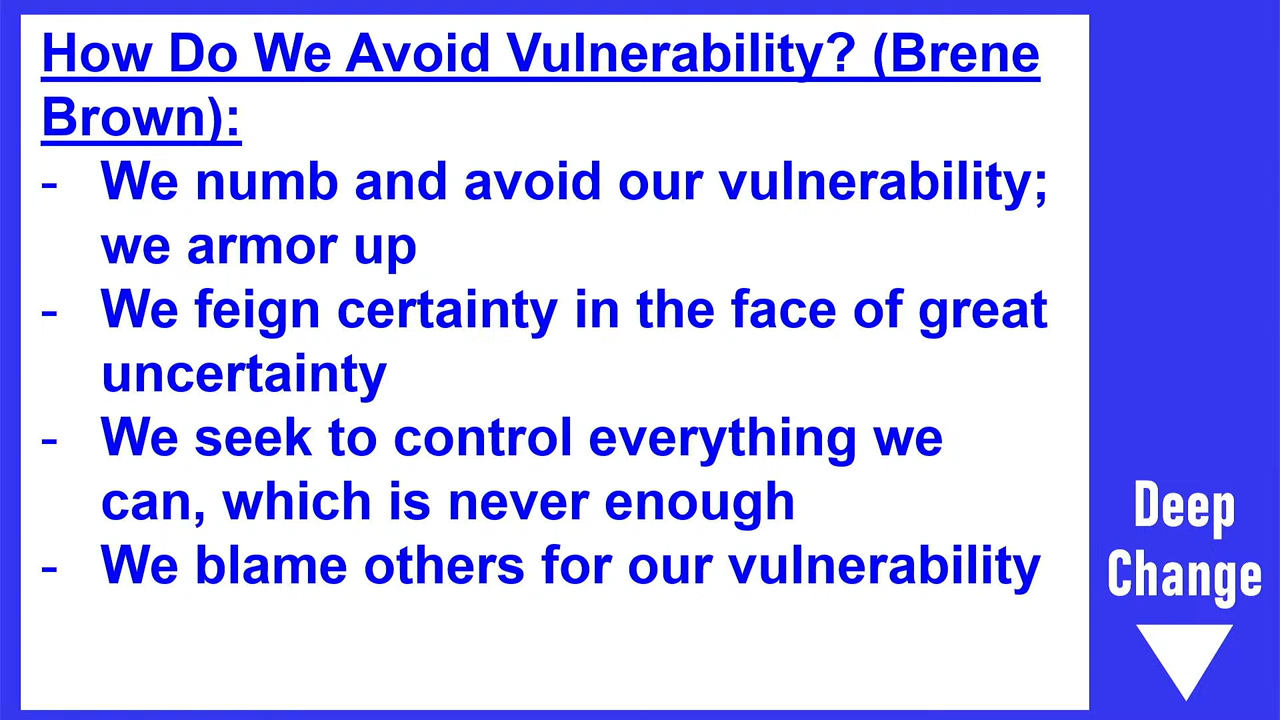 How Do We Avoid Vulnerability? (Brene
Brown):
- We numb and avoid our vulnerability;
we armor up
- We feign certainty in the face of great
uncertainty
- We seek to control everything we
can, which is never enough
- We blame others for our vulnerability
Deep
Change